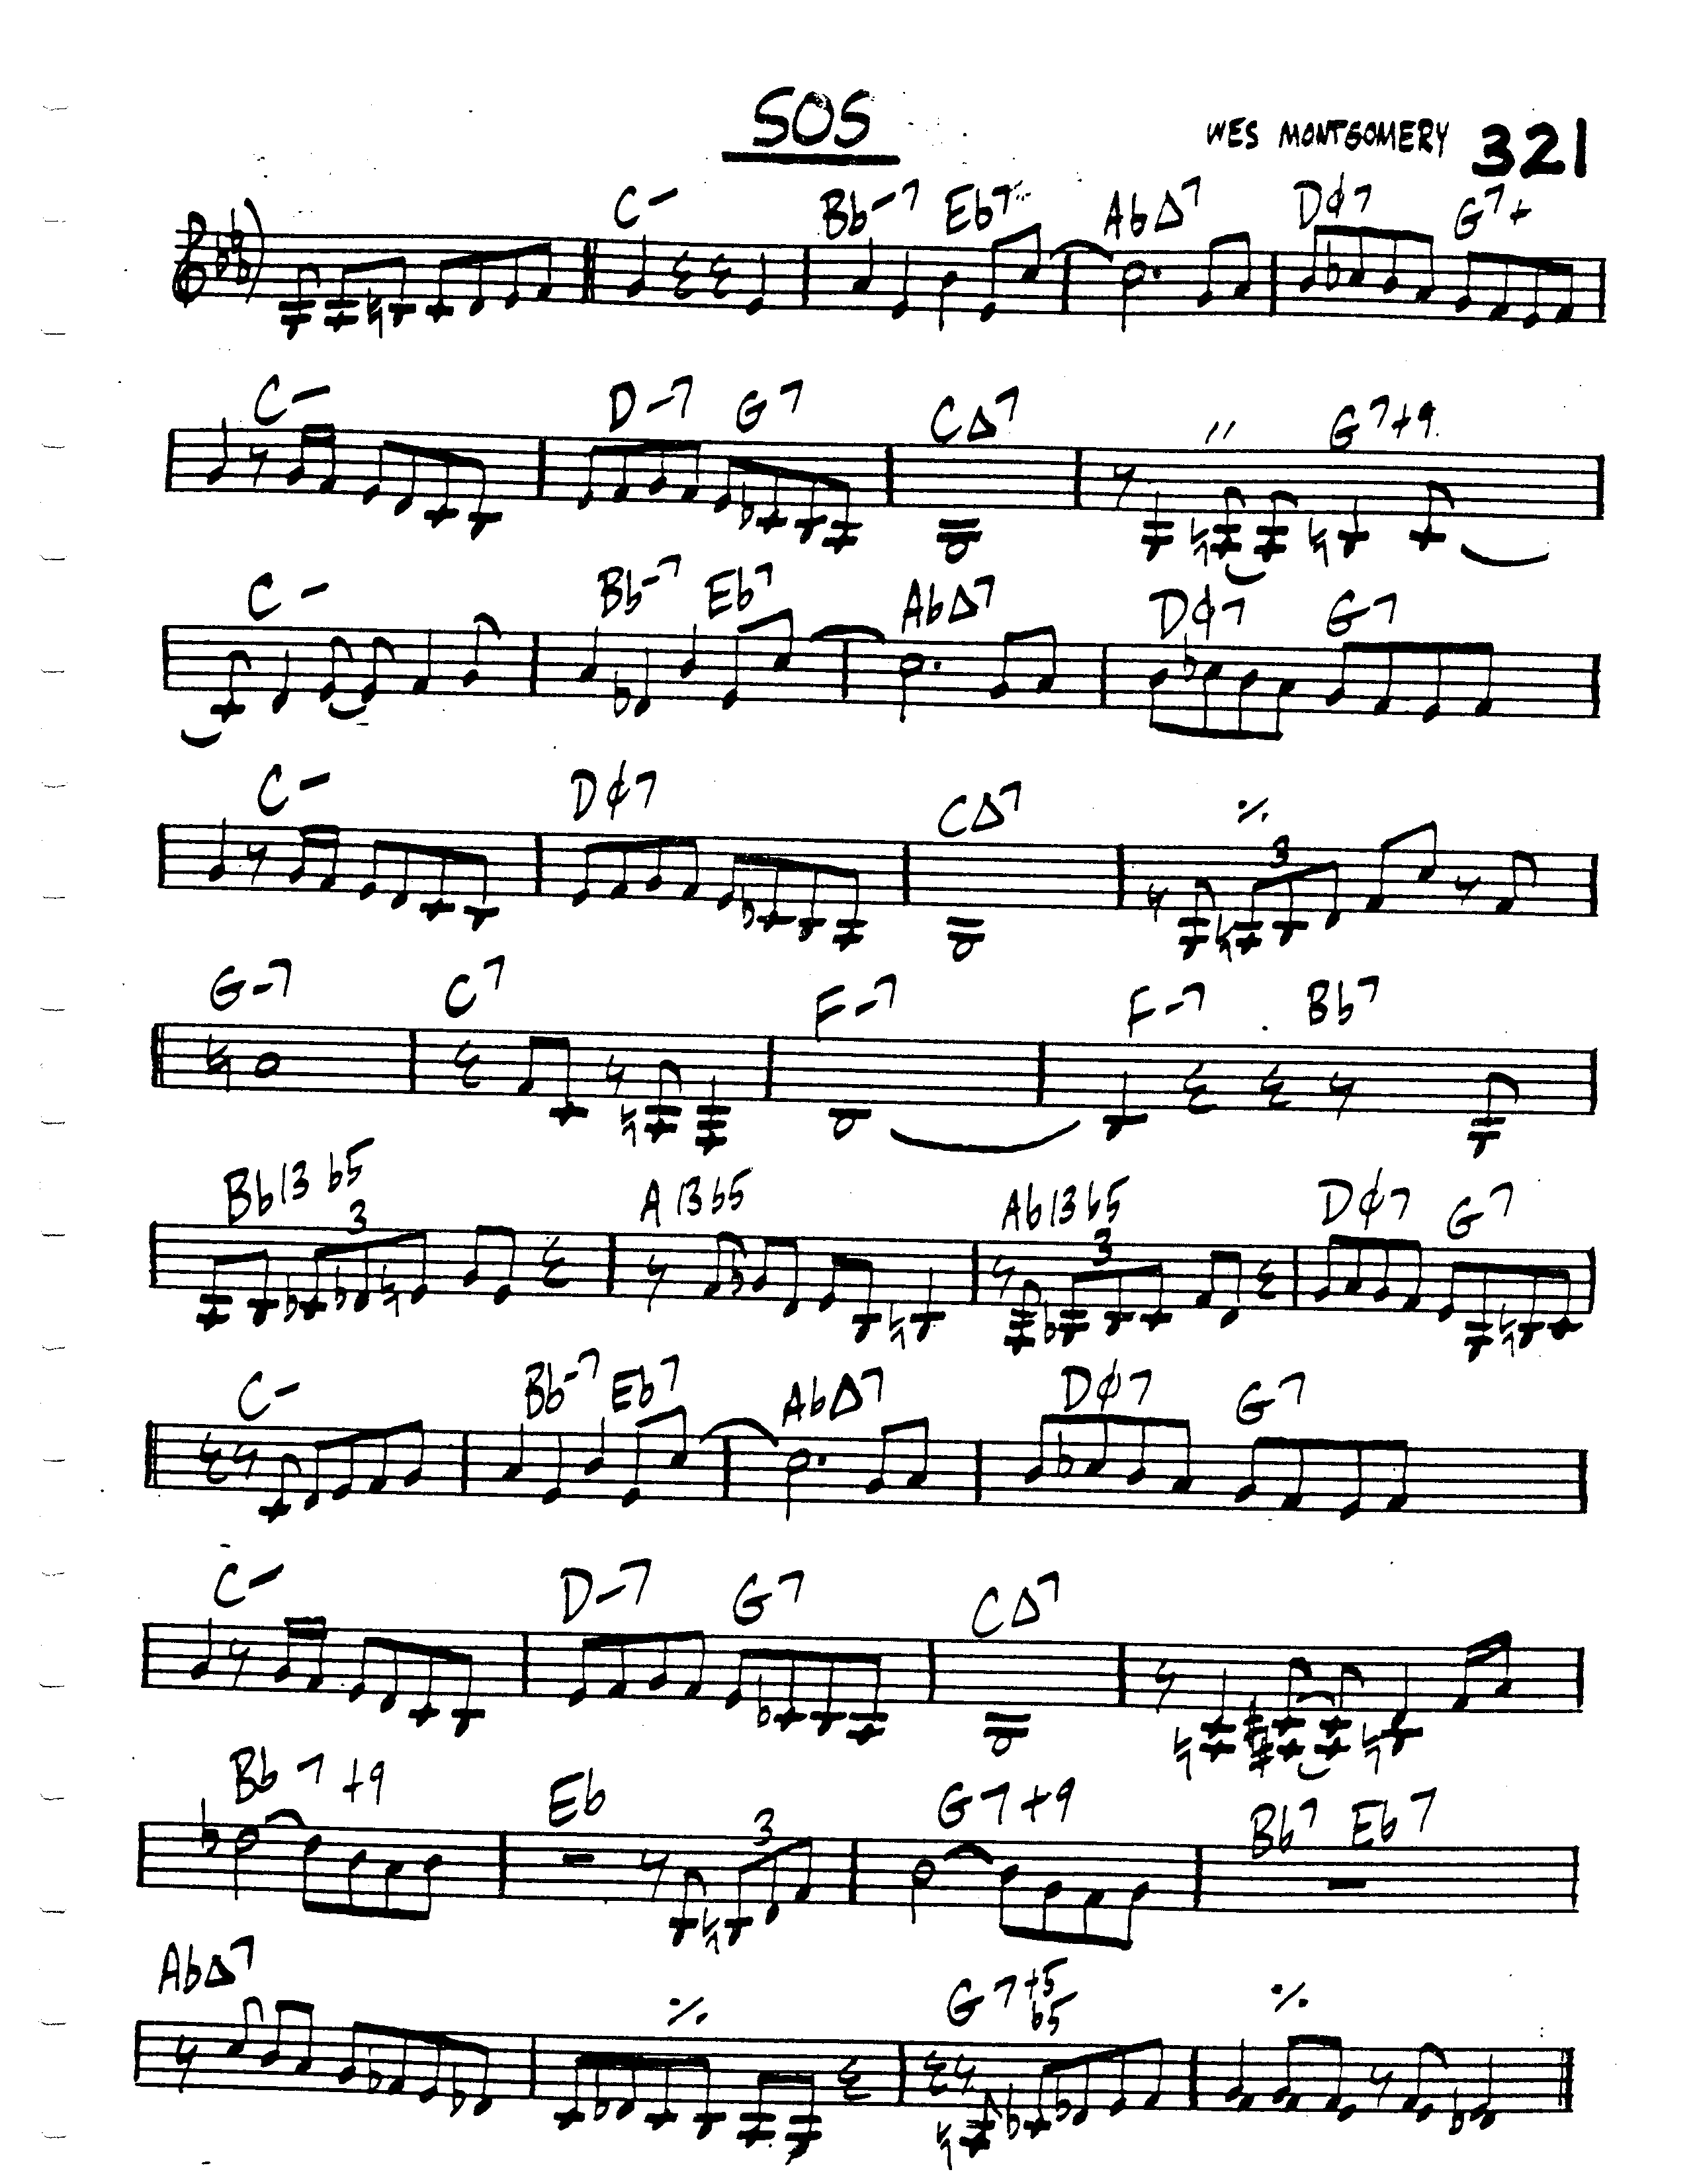 SOS
WES MONTGOMERY 321
C- Bb-7 Eb7 AbΔ7 Dø7 G7+
C- D-7 G7 CΔ7 〃 G7+9
C- Bb-7 Eb7 AbΔ7 Dø7 G7
C- Dø7 CΔ7 ٪
3
G-7 C7 F-7 F-7 Bb7
Bb13 b5 A13b5 Ab13b5 Dø7 G7
3 3
C- Bb-7 Eb7 AbΔ7 Dø7 G7
C- D-7 G7 CΔ7
Bb7+9 Eb G7+9 Bb7 Eb7
3
AbΔ7 ٪ G7+5 b5 ٪